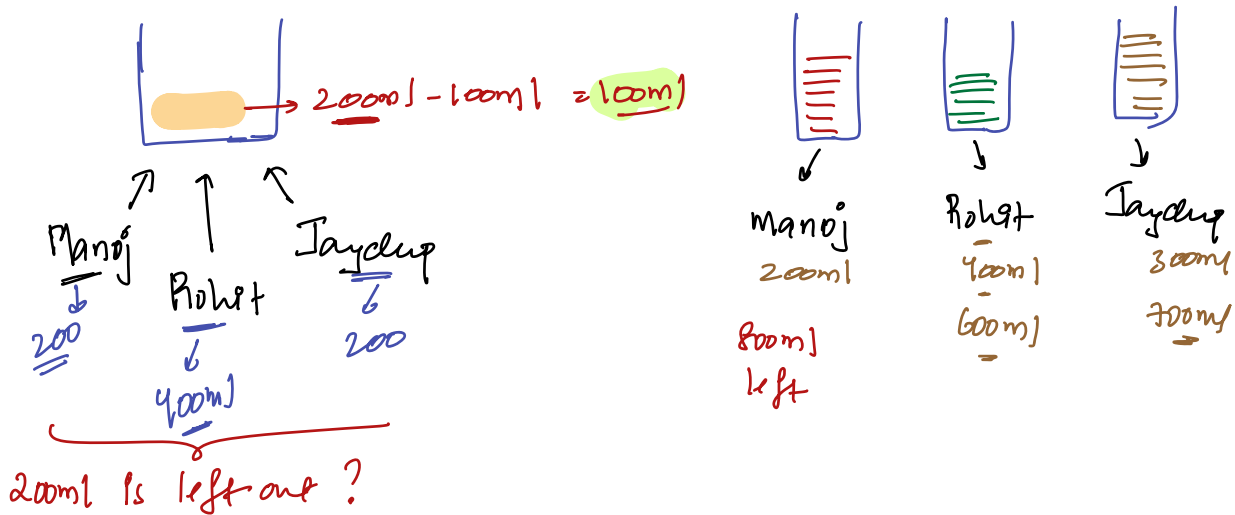 200ml - 100ml = 100ml
Manoj
Rohit
Jaydup
200
400ml
200
200ml is left out ?
Manoj
200ml
800ml
left
Rohit
400ml
600ml
Jaydup
300ml
700ml